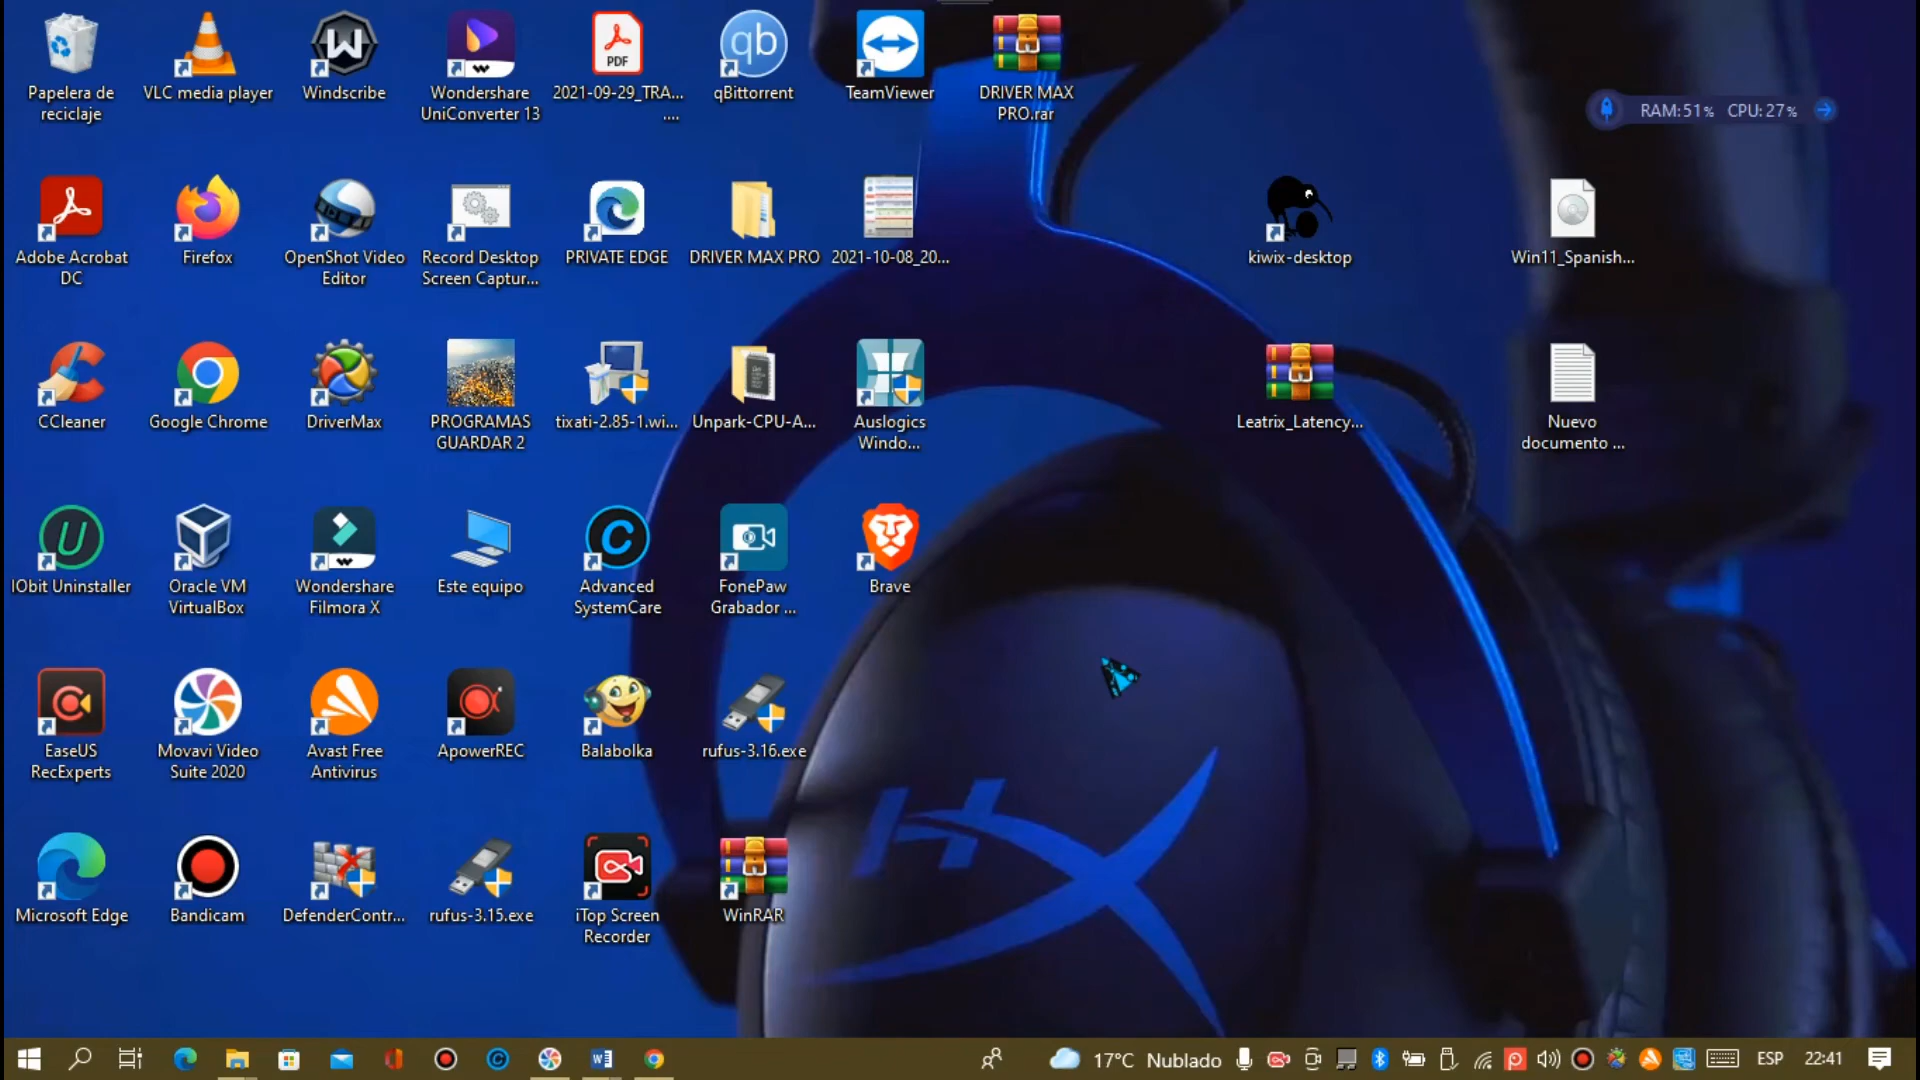 Papelera de
reciclaje
VLC media player
Windscribe
Wondershare
UniConverter 13
PDF
2021-09-29_TRA...
....
qb
qBittorrent
TeamViewer
DRIVER MAX
PRO.rar
RAM:51% CPU:27%
Adobe Acrobat
DC
Firefox
OpenShot Video
Editor
Record Desktop
Screen Captur...
PRIVATE EDGE
DRIVER MAX PRO
2021-10-08_20...
kiwix-desktop
Win11_Spanish...
CCleaner
Google Chrome
DriverMax
PROGRAMAS
GUARDAR 2
tixati-2.85-1.wi...
Unpark-CPU-A...
Auslogics
Windo...
Leatrix_Latency...
Nuevo
documento ...
IObit Uninstaller
Oracle VM
VirtualBox
Wondershare
Filmora X
Este equipo
Advanced
SystemCare
FonePaw
Grabador ...
Brave
EaseUS
RecExperts
Movavi Video
Suite 2020
Avast Free
Antivirus
ApowerREC
Balabolka
rufus-3.16.exe
Microsoft Edge
Bandicam
DefenderContr...
rufus-3.15.exe
iTop Screen
Recorder
WinRAR
HX
17°C Nublado
ESP
22:41